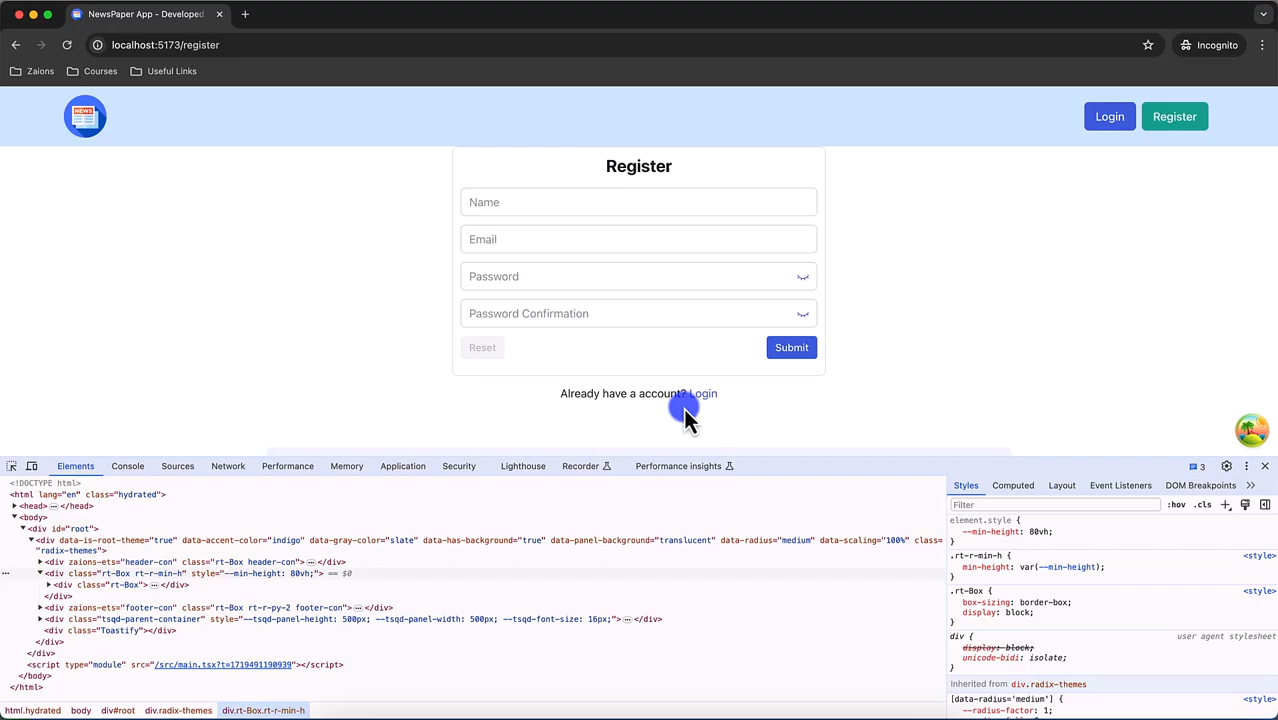 NewsPaper App - Developed
localhost:5173/register
Incognito
Zaions Courses Useful Links
NEWS
Login Register
Register
Name
Email
Password
Password Confirmation
Reset Submit
Already have a account? Login
Elements Console Sources Network Performance Memory Application Security Lighthouse Recorder Performance insights 3
<!DOCTYPE html>
<html lang="en" class="hydrated">
<head> … </head>
<body>
<div id="root">
<div data-is-root-theme="true" data-accent-color="indigo" data-gray-color="slate" data-has-background="true" data-panel-background="translucent" data-radius="medium" data-scaling="100%" class=
"radix-themes">
<div zaions-ets="header-con" class="rt-Box header-con"> … </div>
<div class="rt-Box rt-r-min-h" style="--min-height: 80vh;"> == $0
<div class="rt-Box"> … </div>
</div>
<div zaions-ets="footer-con" class="rt-Box rt-r-py-2 footer-con"> … </div>
<div class="tsqd-parent-container" style="--tsqd-panel-height: 500px; --tsqd-panel-width: 500px; --tsqd-font-size: 16px;"> … </div>
<div class="Toastify"></div>
</div>
</div>
<script type="module" src="/src/main.tsx?t=1719491190939"></script>
</body>
</html>
html.hydrated body div#root div.radix-themes div.rt-Box.rt-r-min-h
Styles Computed Layout Event Listeners DOM Breakpoints
Filter :hov .cls
element.style {
--min-height: 80vh;
}
.rt-r-min-h { <style>
min-height: var(--min-height);
}
.rt-Box { <style>
box-sizing: border-box;
display: block;
}
div { user agent stylesheet
display: block;
unicode-bidi: isolate;
}
Inherited from div.radix-themes
[data-radius='medium'] { <style>
--radius-factor: 1;